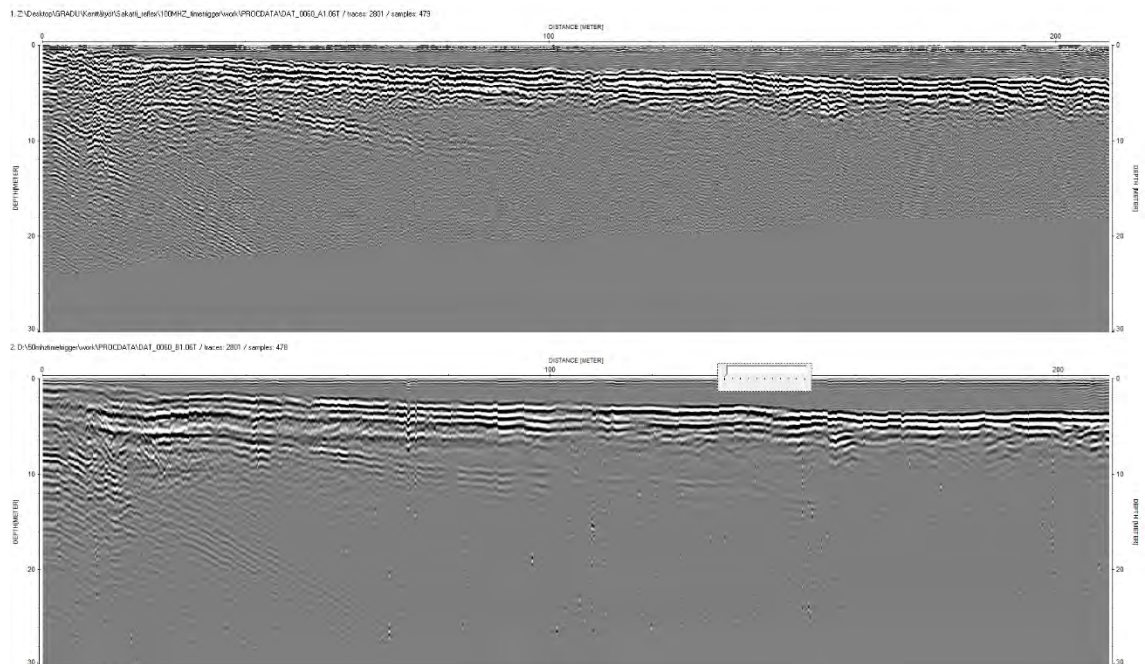 1. Z:\Desktop\GRADU\Kenttätyöt\Sakatti_reflex\100MHZ_timetrigger\work\PROCDATA\DAT_0060_A1.06T / traces: 2801 / samples: 479
DISTANCE [METER]
0 100 200
0 0
10 10
20 20
30 30
DEPTH[METER]
DEPTH [METER]
2. D:\50mhztimetrigger\work\PROCDATA\DAT_0060_B1.06T / traces: 2801 / samples: 478
DISTANCE [METER]
0 100 200
0 0
10 10
20 20
30 30
DEPTH[METER]
DEPTH [METER]